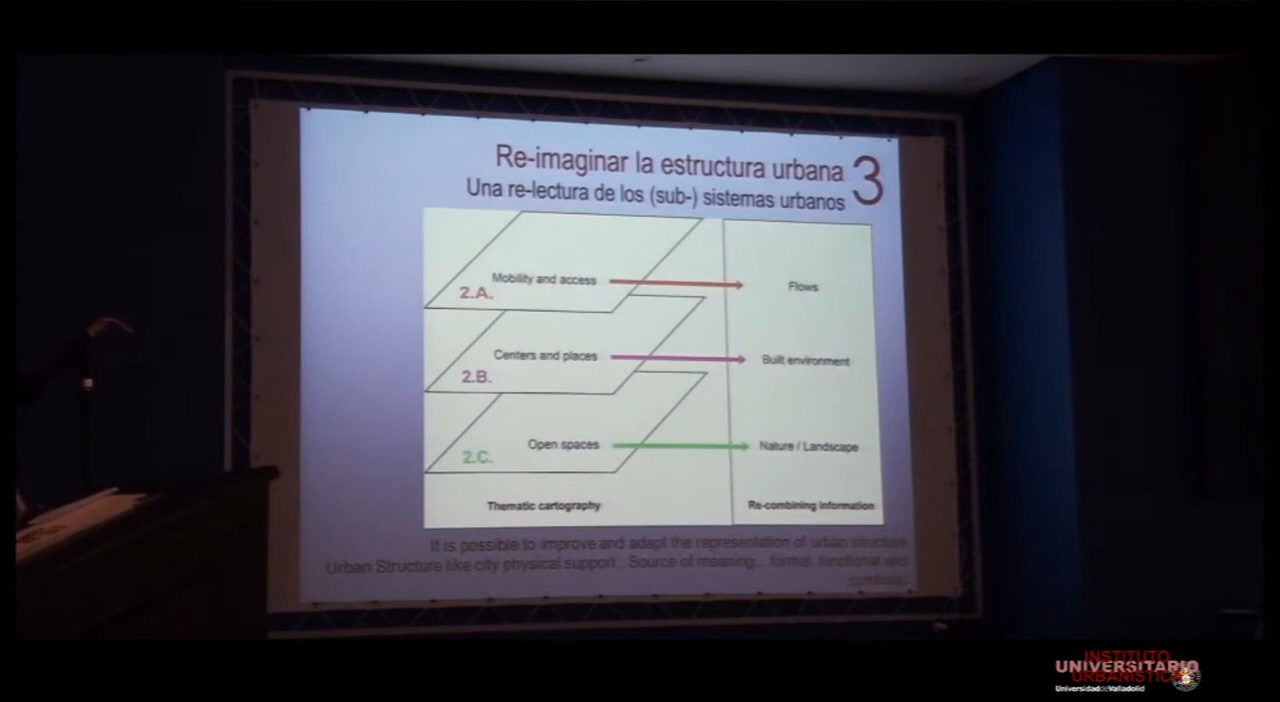 Re-imaginar la estructura urbana 3
Una re-lectura de los (sub-) sistemas urbanos
Mobility and access
Flows
2.A.
Centers and places
Built environment
2.B.
Open spaces
Nature / Landscape
2.C.
Thematic cartography
Re-combining information
It is possible to improve and adapt the representation of urban structure
Urban Structure like city physical support.. Source of meaning... formal, functional and
symbolic.
INSTITUTO
UNIVERSITARIO
URBANÍSTICA
Universidad de Valladolid